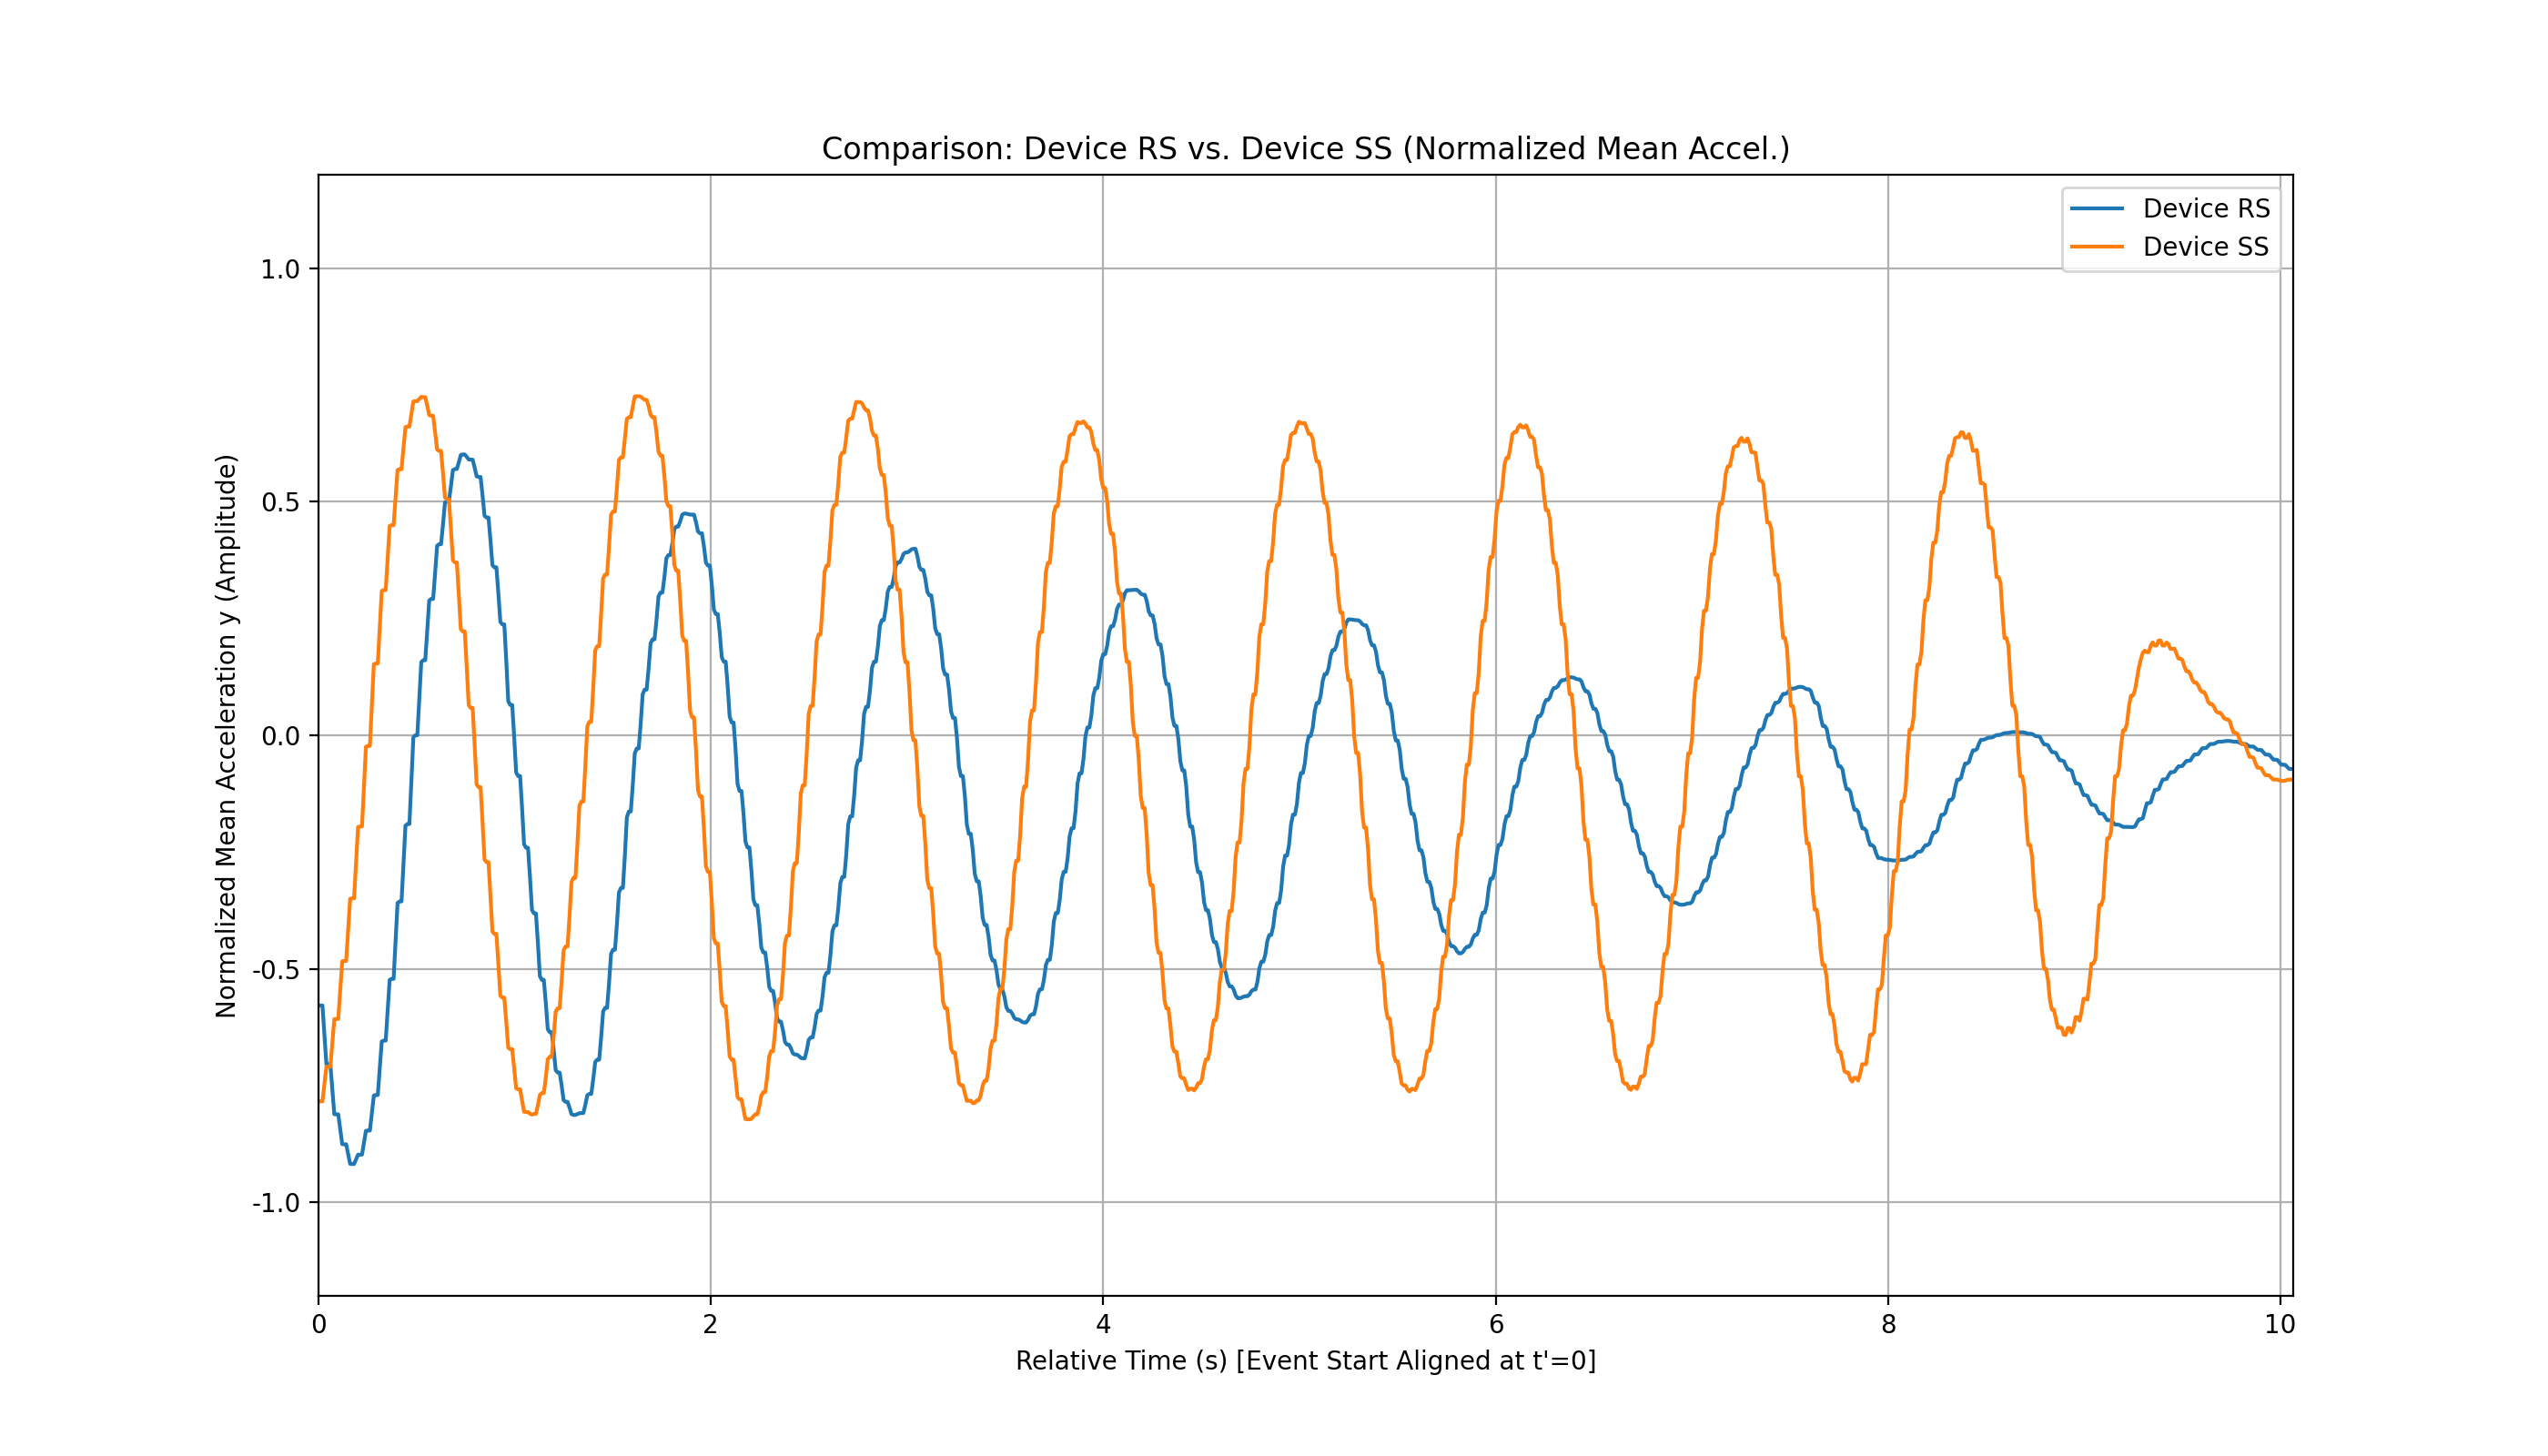 Comparison: Device RS vs. Device SS (Normalized Mean Accel.)
Device RS
Device SS
Normalized Mean Acceleration y (Amplitude)
1.0
0.5
0.0
-0.5
-1.0
0 2 4 6 8 10
Relative Time (s) [Event Start Aligned at t'=0]